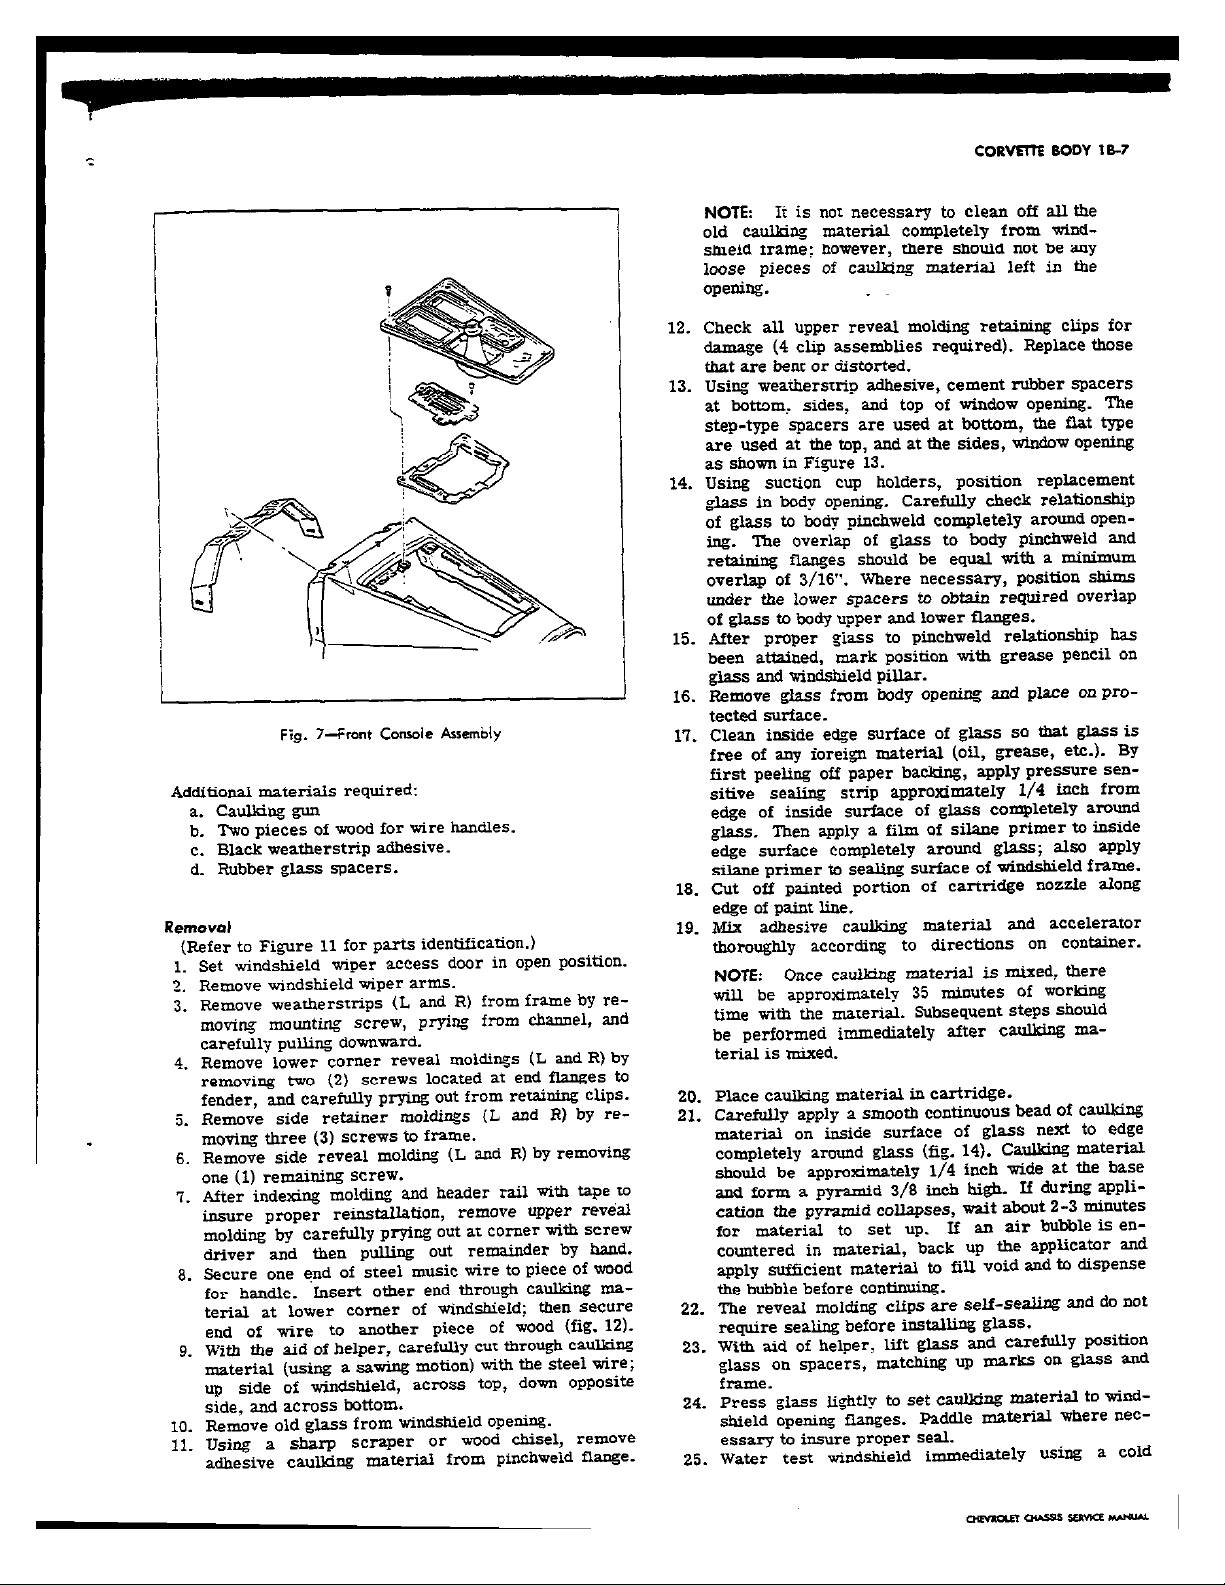 CORVETTE BODY 1B-7
Fig. 7—Front Console Assembly
Additional materials required:
a. Caulking gun
b. Two pieces of wood for wire handles.
c. Black weatherstrip adhesive.
d. Rubber glass spacers.
Removal
(Refer to Figure 11 for parts identification.)
1. Set windshield wiper access door in open position.
2. Remove windshield wiper arms.
3. Remove weatherstrips (L and R) from frame by re-
moving mounting screw, prying from channel, and
carefully pulling downward.
4. Remove lower corner reveal moldings (L and R) by
removing two (2) screws located at end flanges to
fender, and carefully prying out from retaining clips.
5. Remove side retainer moldings (L and R) by re-
moving three (3) screws to frame.
6. Remove side reveal molding (L and R) by removing
one (1) remaining screw.
7. After indexing molding and header rail with tape to
insure proper reinstallation, remove upper reveal
molding by carefully prying out at corner with screw
driver and then pulling out remainder by hand.
8. Secure one end of steel music wire to piece of wood
for handle. Insert other end through caulking ma-
terial at lower corner of windshield; then secure
end of wire to another piece of wood (fig. 12).
9. With the aid of helper, carefully cut through caulking
material (using a sawing motion) with the steel wire;
up side of windshield, across top, down opposite
side, and across bottom.
10. Remove old glass from windshield opening.
11. Using a sharp scraper or wood chisel, remove
adhesive caulking material from pinchweld flange.
NOTE: It is not necessary to clean off all the
old caulking material completely from wind-
shield frame; however, there should not be any
loose pieces of caulking material left in the
opening.
12. Check all upper reveal molding retaining clips for
damage (4 clip assemblies required). Replace those
that are bent or distorted.
13. Using weatherstrip adhesive, cement rubber spacers
at bottom, sides, and top of window opening. The
step-type spacers are used at bottom, the flat type
are used at the top, and at the sides, window opening
as shown in Figure 13.
14. Using suction cup holders, position replacement
glass in body opening. Carefully check relationship
of glass to body pinchweld completely around open-
ing. The overlap of glass to body pinchweld and
retaining flanges should be equal with a minimum
overlap of 3/16". Where necessary, position shims
under the lower spacers to obtain required overlap
of glass to body upper and lower flanges.
15. After proper glass to pinchweld relationship has
been attained, mark position with grease pencil on
glass and windshield pillar.
16. Remove glass from body opening and place on pro-
tected surface.
17. Clean inside edge surface of glass so that glass is
free of any foreign material (oil, grease, etc.). By
first peeling off paper backing, apply pressure sen-
sitive sealing strip approximately 1/4 inch from
edge of inside surface of glass completely around
glass. Then apply a film of silane primer to inside
edge surface completely around glass; also apply
silane primer to sealing surface of windshield frame.
18. Cut off painted portion of cartridge nozzle along
edge of paint line.
19. Mix adhesive caulking material and accelerator
thoroughly according to directions on container.
NOTE: Once caulking material is mixed, there
will be approximately 35 minutes of working
time with the material. Subsequent steps should
be performed immediately after caulking ma-
terial is mixed.
20. Place caulking material in cartridge.
21. Carefully apply a smooth continuous bead of caulking
material on inside surface of glass next to edge
completely around glass (fig. 14). Caulking material
should be approximately 1/4 inch wide at the base
and form a pyramid 3/8 inch high. If during appli-
cation the pyramid collapses, wait about 2-3 minutes
for material to set up. If an air bubble is en-
countered in material, back up the applicator and
apply sufficient material to fill void and to dispense
the bubble before continuing.
22. The reveal molding clips are self-sealing and do not
require sealing before installing glass.
23. With aid of helper, lift glass and carefully position
glass on spacers, matching up marks on glass and
frame.
24. Press glass lightly to set caulking material to wind-
shield opening flanges. Paddle material where nec-
essary to insure proper seal.
25. Water test windshield immediately using a cold
CHEVROLET CHASSIS SERVICE MANUAL